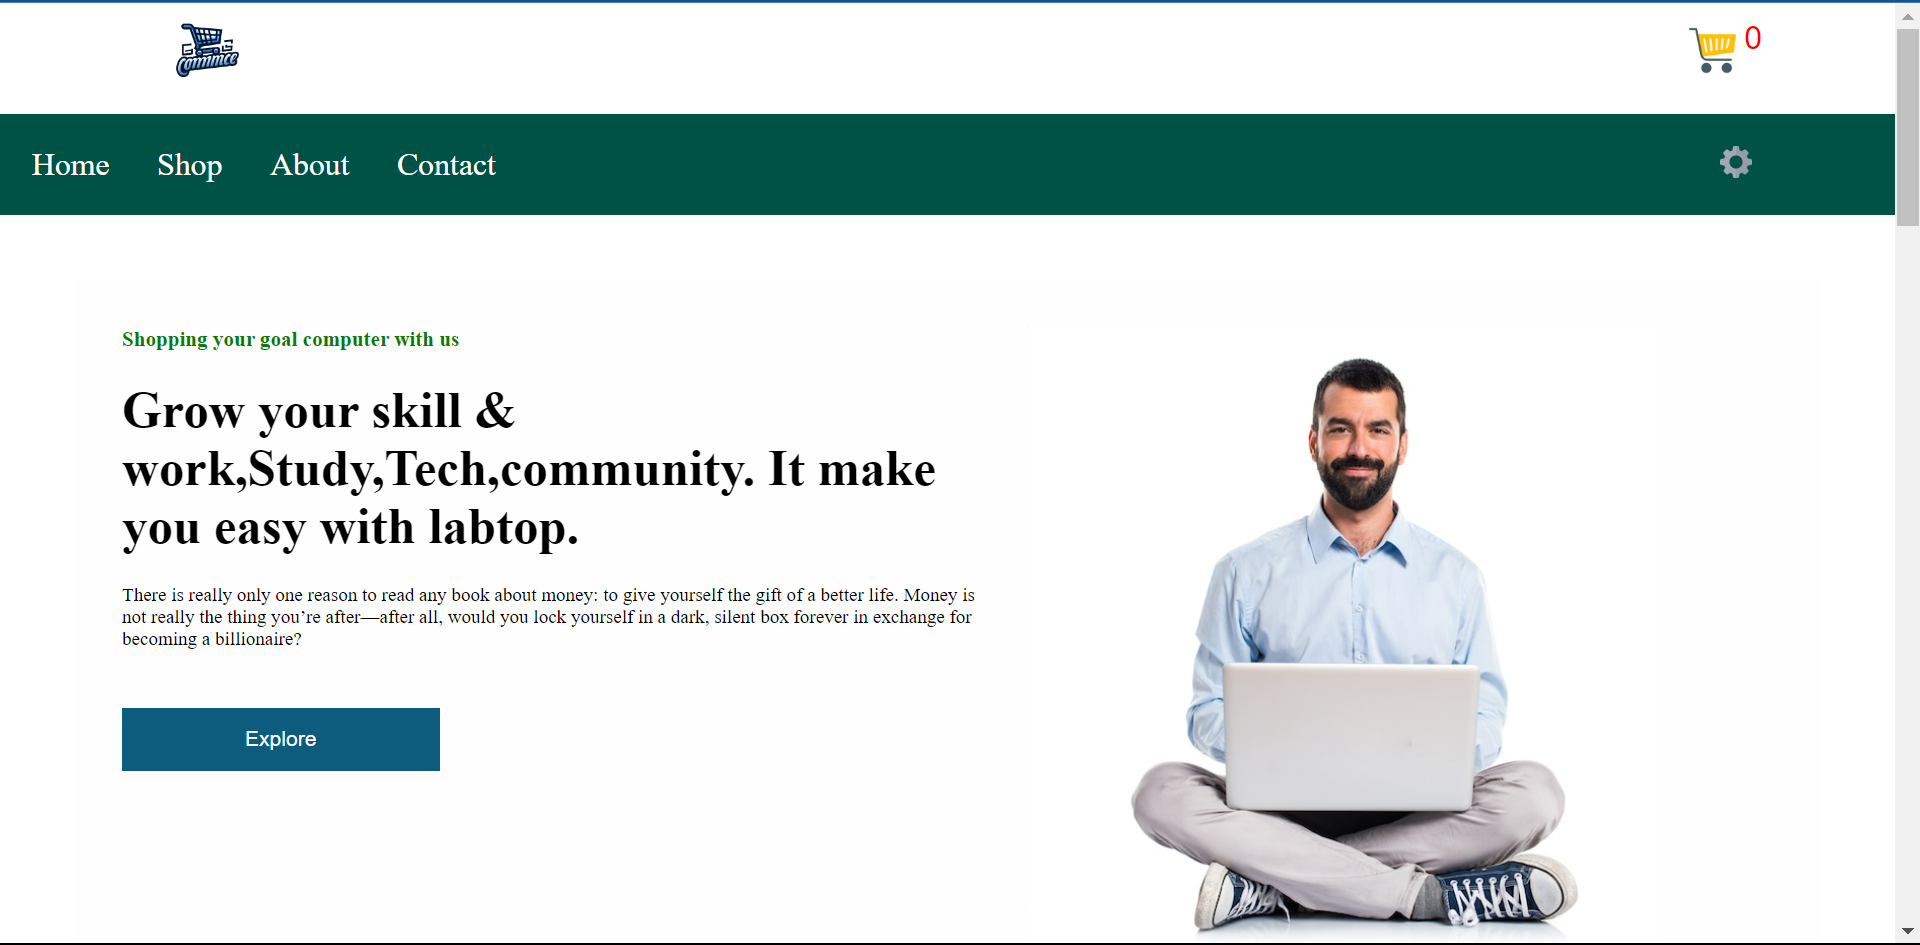 Commce
0
Home Shop About Contact
Shopping your goal computer with us
Grow your skill &
work,Study,Tech,community. It make
you easy with labtop.
There is really only one reason to read any book about money: to give yourself the gift of a better life. Money is
not really the thing you’re after—after all, would you lock yourself in a dark, silent box forever in exchange for
becoming a billionaire?
Explore